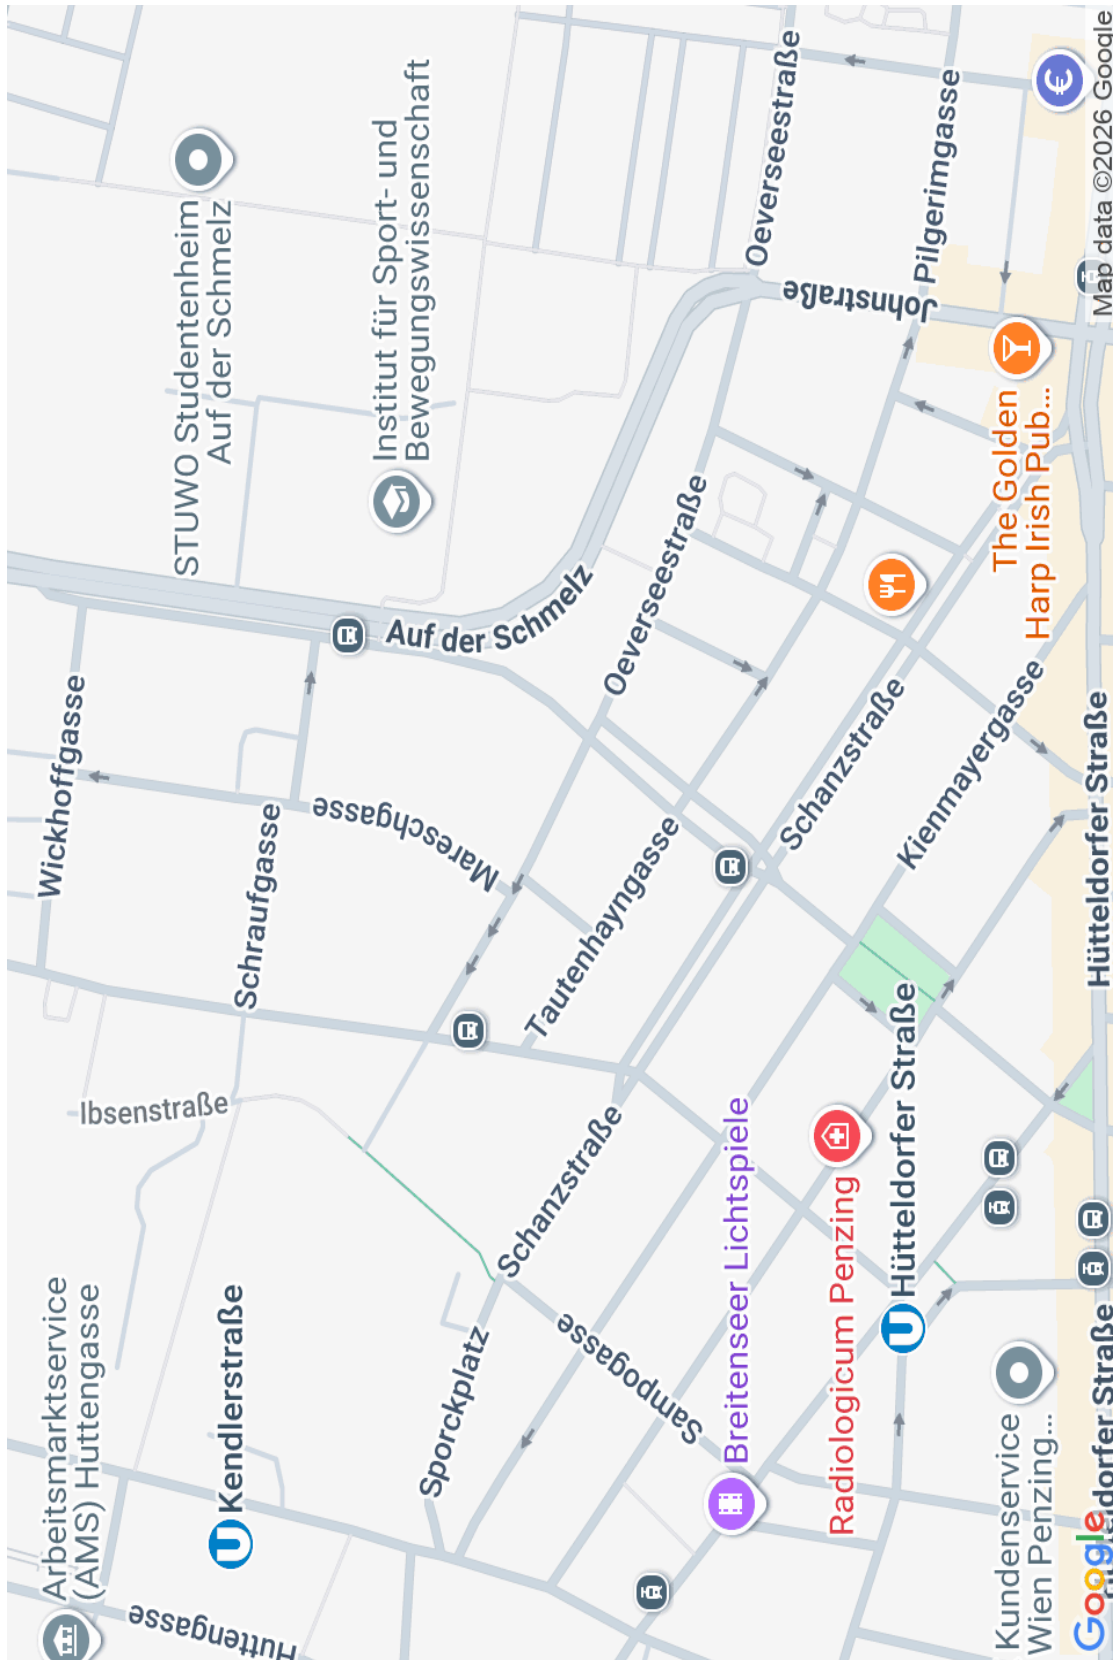 Arbeitsmarktservice
(AMS) Huttengasse
Huttengasse
Kendlerstraße
Ibsenstraße
Wickhoffgasse
Schraufgasse
Mareschgasse
STUWO Studentenheim
Auf der Schmelz
Institut für Sport- und
Bewegungswissenschaft
Auf der Schmelz
Sporckplatz
Schanzstraße
Sampogasse
Tautenhayngasse
Oeverseestraße
Oeverseestraße
Johnstraße
Pilgerimgasse
Breitenseer Lichtspiele
Radiologicum Penzing
Hütteldorfer Straße
Schanzstraße
Kienmayergasse
The Golden
Harp Irish Pub...
Kundenservice
Wien Penzing...
Hütteldorfer Straße
Hütteldorfer Straße
Google
Map data ©2026 Google